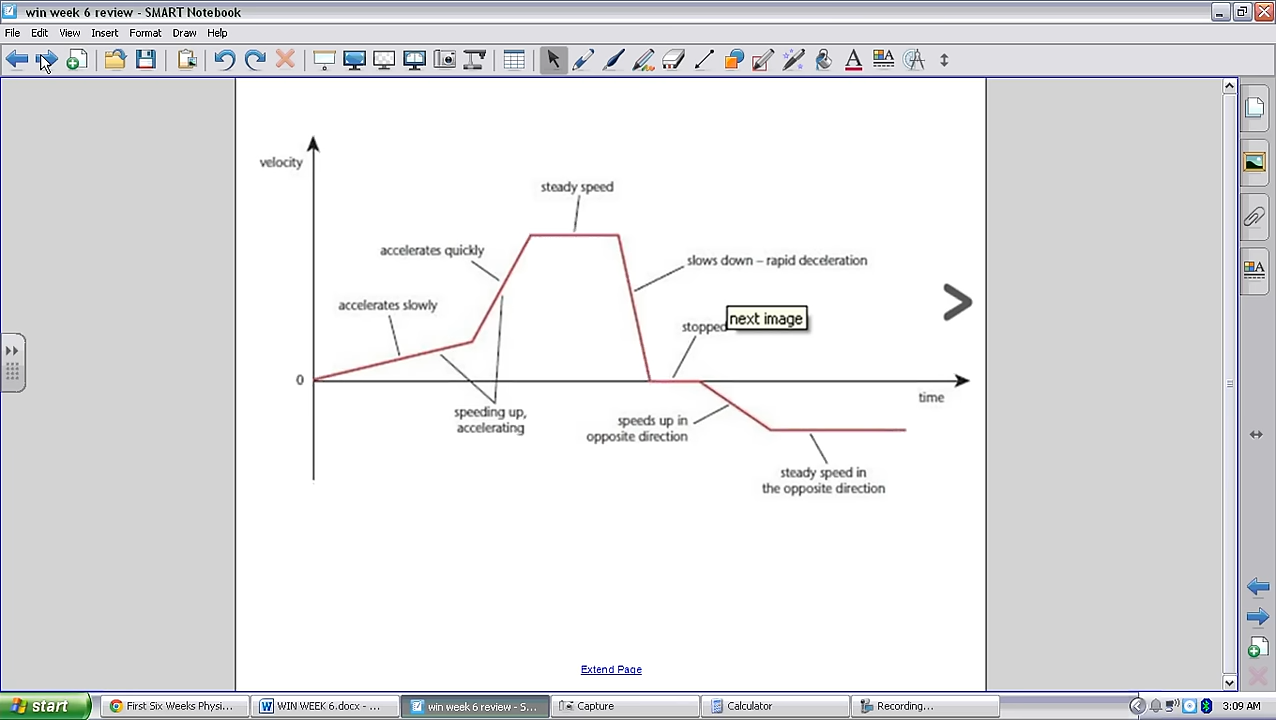 win week 6 review - SMART Notebook
File Edit View Insert Format Draw Help
velocity
steady speed
accelerates quickly
slows down – rapid deceleration
accelerates slowly
next image
stopped
0
time
speeding up,
accelerating
speeds up in
opposite direction
steady speed in
the opposite direction
Extend Page
start
First Six Weeks Physi...
WIN WEEK 6.docx - ...
win week 6 review - S...
Capture
Calculator
Recording...
3:09 AM